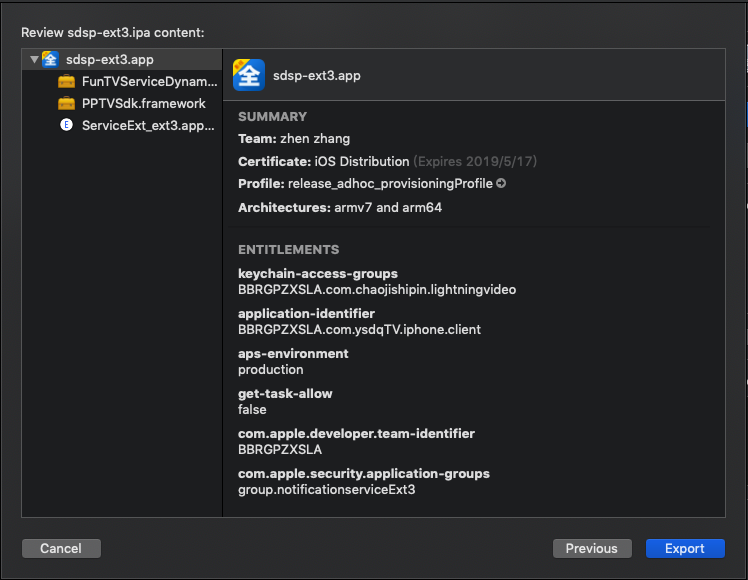 Review sdsp-ext3.ipa content:
sdsp-ext3.app
FunTVServiceDynam...
PPTVSdk.framework
E ServiceExt_ext3.app...
全 sdsp-ext3.app
SUMMARY
Team: zhen zhang
Certificate: iOS Distribution (Expires 2019/5/17)
Profile: release_adhoc_provisioningProfile
Architectures: armv7 and arm64
ENTITLEMENTS
keychain-access-groups
BBRGPZXSLA.com.chaojishipin.lightningvideo
application-identifier
BBRGPZXSLA.com.ysdqTV.iphone.client
aps-environment
production
get-task-allow
false
com.apple.developer.team-identifier
BBRGPZXSLA
com.apple.security.application-groups
group.notificationserviceExt3
Cancel
Previous
Export